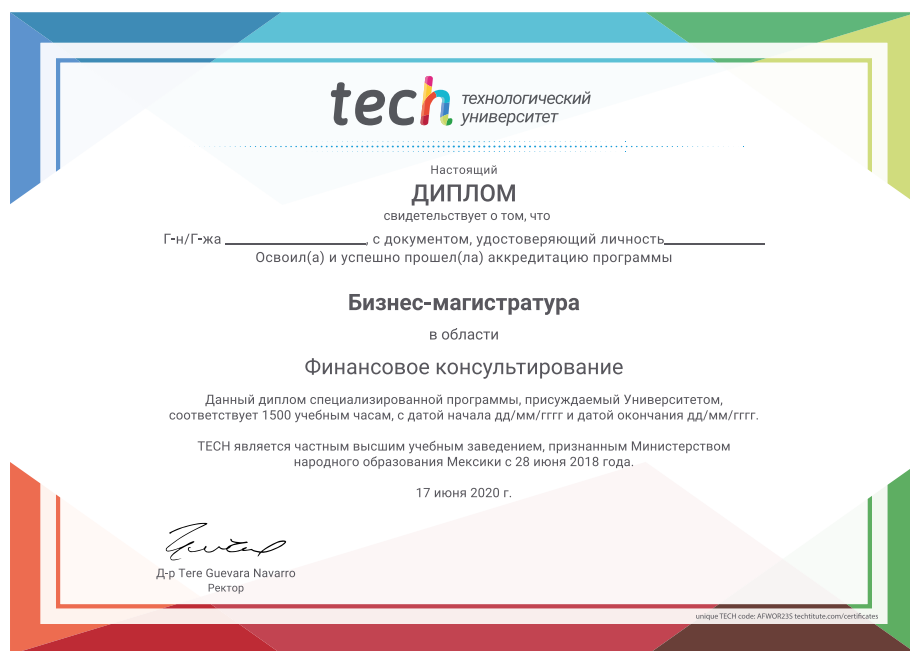 tech технологический
университет
Настоящий
ДИПЛОМ
свидетельствует о том, что
Г-н/Г-жа ____________, с документом, удостоверяющий личность____________
Освоил(а) и успешно прошел(ла) аккредитацию программы
Бизнес-магистратура
в области
Финансовое консультирование
Данный диплом специализированной программы, присуждаемый Университетом,
соответствует 1500 учебным часам, с датой начала дд/мм/гггг и датой окончания дд/мм/гггг.
TECH является частным высшим учебным заведением, признанным Министерством
народного образования Мексики с 28 июня 2018 года.
17 июня 2020 г.
Д-р Tere Guevara Navarro
Ректор
unique TECH code: AFWOR23S techtitute.com/certificates